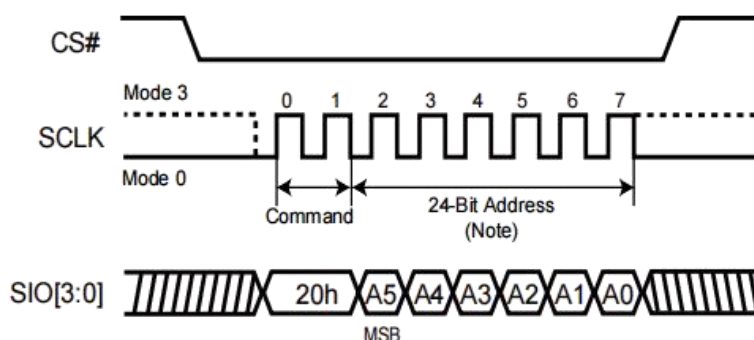 CS#
Mode 3
0 1 2 3 4 5 6 7
SCLK
Mode 0
Command
24-Bit Address
(Note)
SIO[3:0] 20h A5 A4 A3 A2 A1 A0
MSB